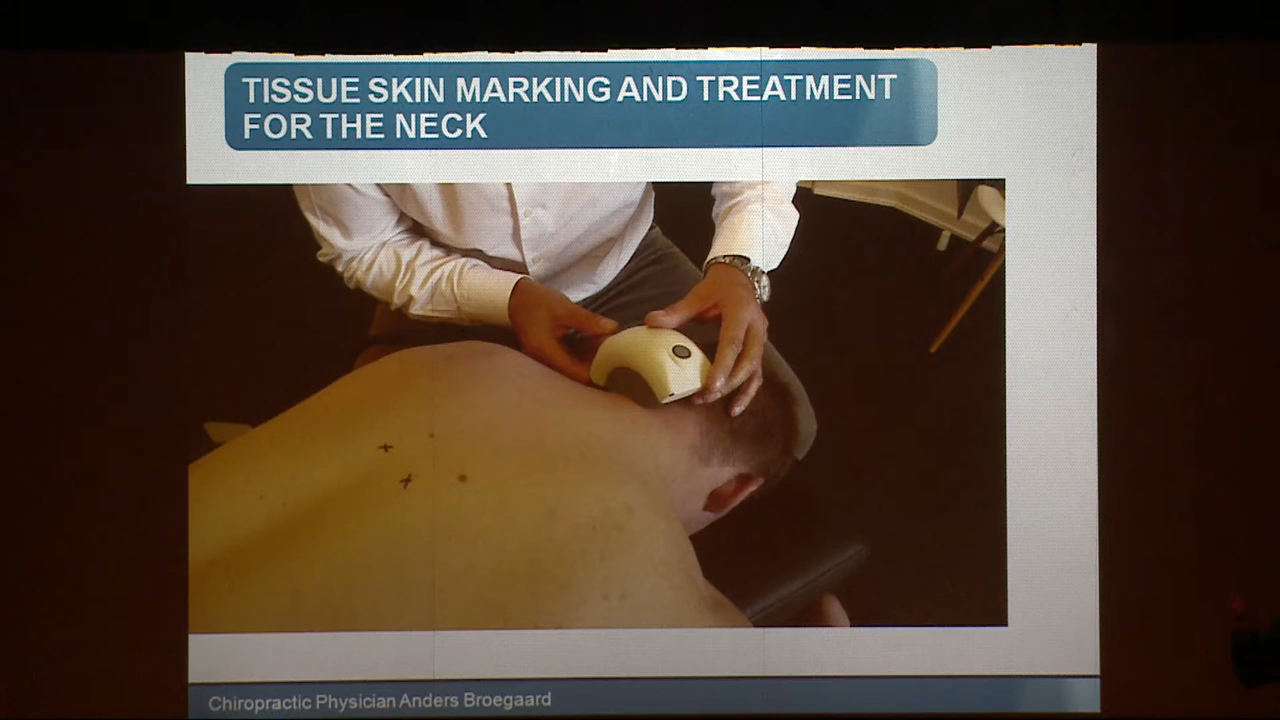 TISSUE SKIN MARKING AND TREATMENT
FOR THE NECK
Chiropractic Physician Anders Broegaard